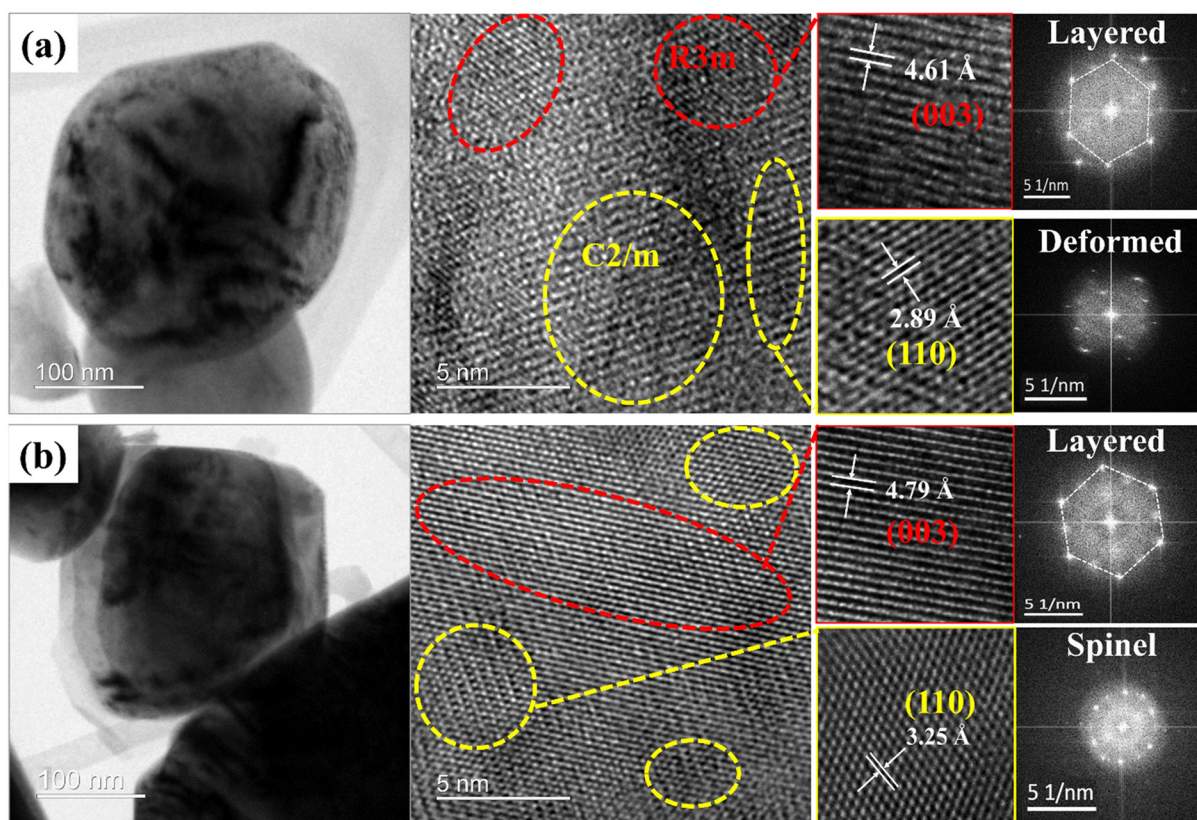 (a)
100 nm
R3m
C2/m
5 nm
4.61 Å
(003)
Layered
5 1/nm
2.89 Å
(110)
Deformed
5 1/nm
(b)
100 nm
5 nm
4.79 Å
(003)
Layered
5 1/nm
(110)
3.25 Å
Spinel
5 1/nm